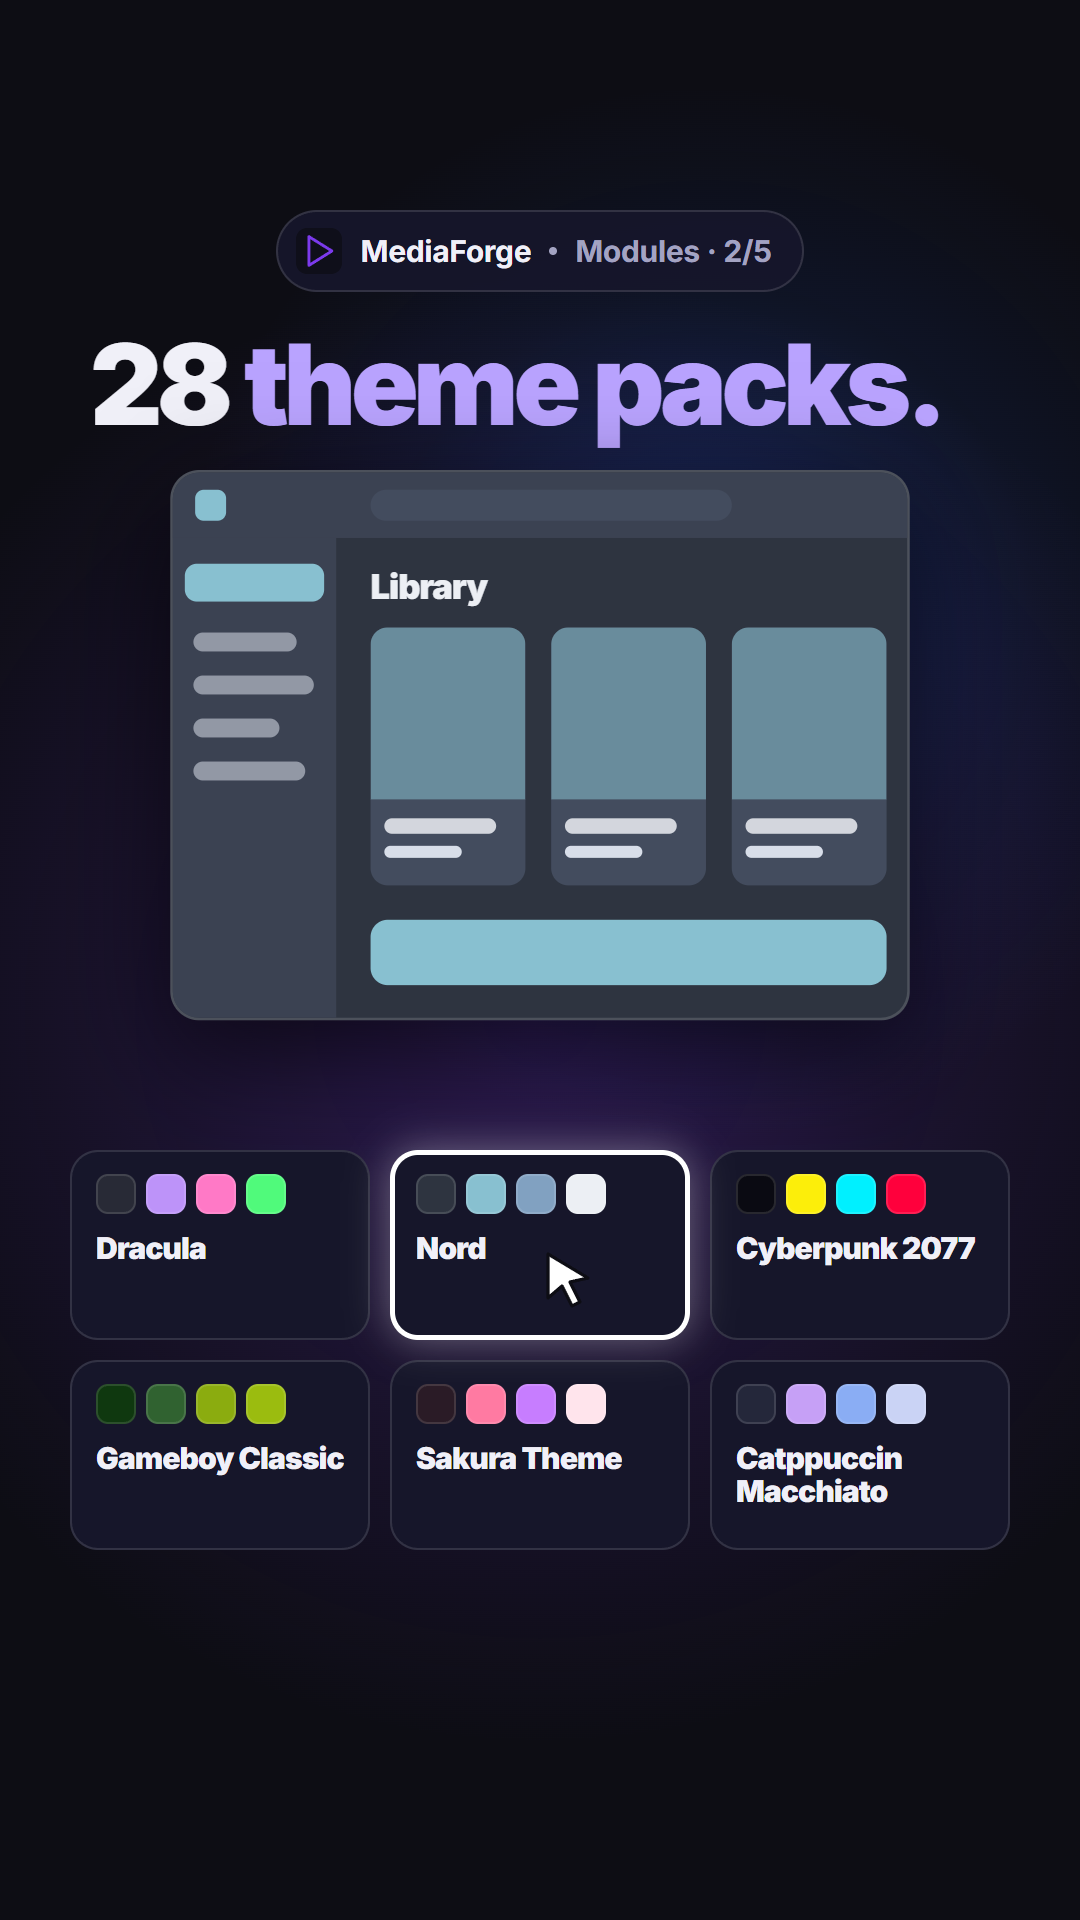 MediaForge • Modules · 2/5
28 theme packs.
Library
Dracula
Nord
Cyberpunk 2077
Gameboy Classic
Sakura Theme
Catppuccin
Macchiato